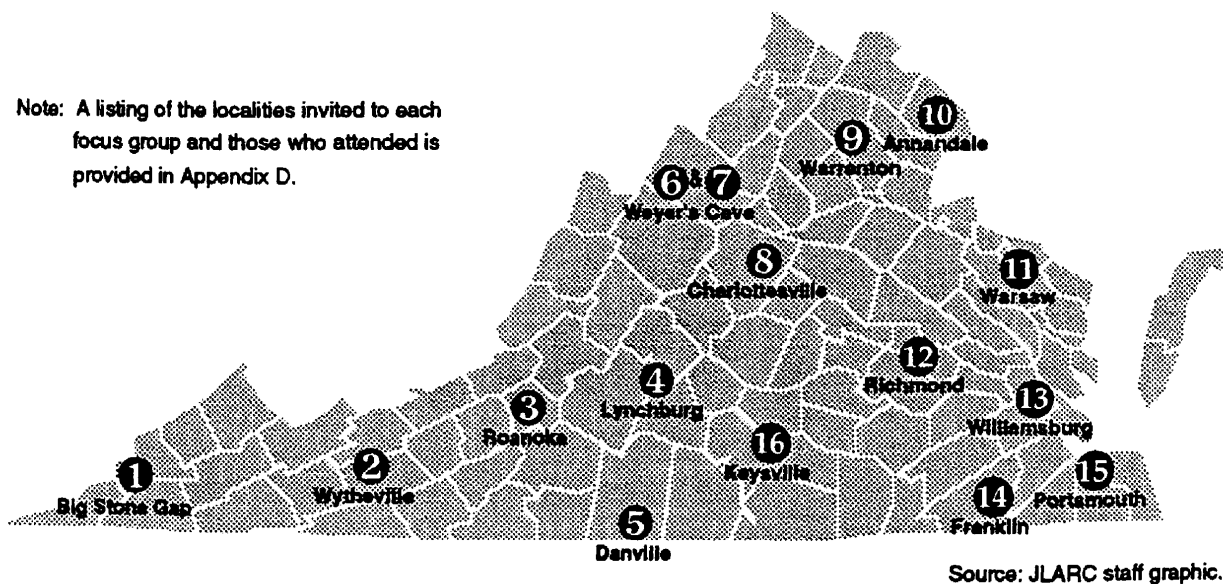 Note: A listing of the localities invited to each
focus group and those who attended is
provided in Appendix D.
10
Annandale
9
Warrenton
6 & 7
Weyer's Cave
8
Charlottesville
11
Warsaw
12
Richmond
4
Lynchburg
13
Williamsburg
3
Roanoke
16
Keysville
2
Wytheville
1
Big Stone Gap
15
Portsmouth
14
Franklin
5
Danville
Source: JLARC staff graphic.